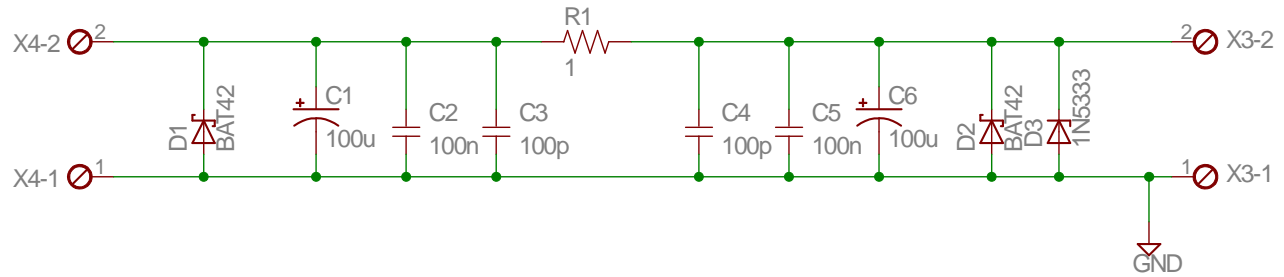 R1
X4-2
2
2
X3-2
1
C1
C2
C3
C4
C5
C6
D1
BAT42
100u
100n
100p
100p
100n
100u
D2
BAT42
D3
1N5333
X4-1
1
1
X3-1
GND